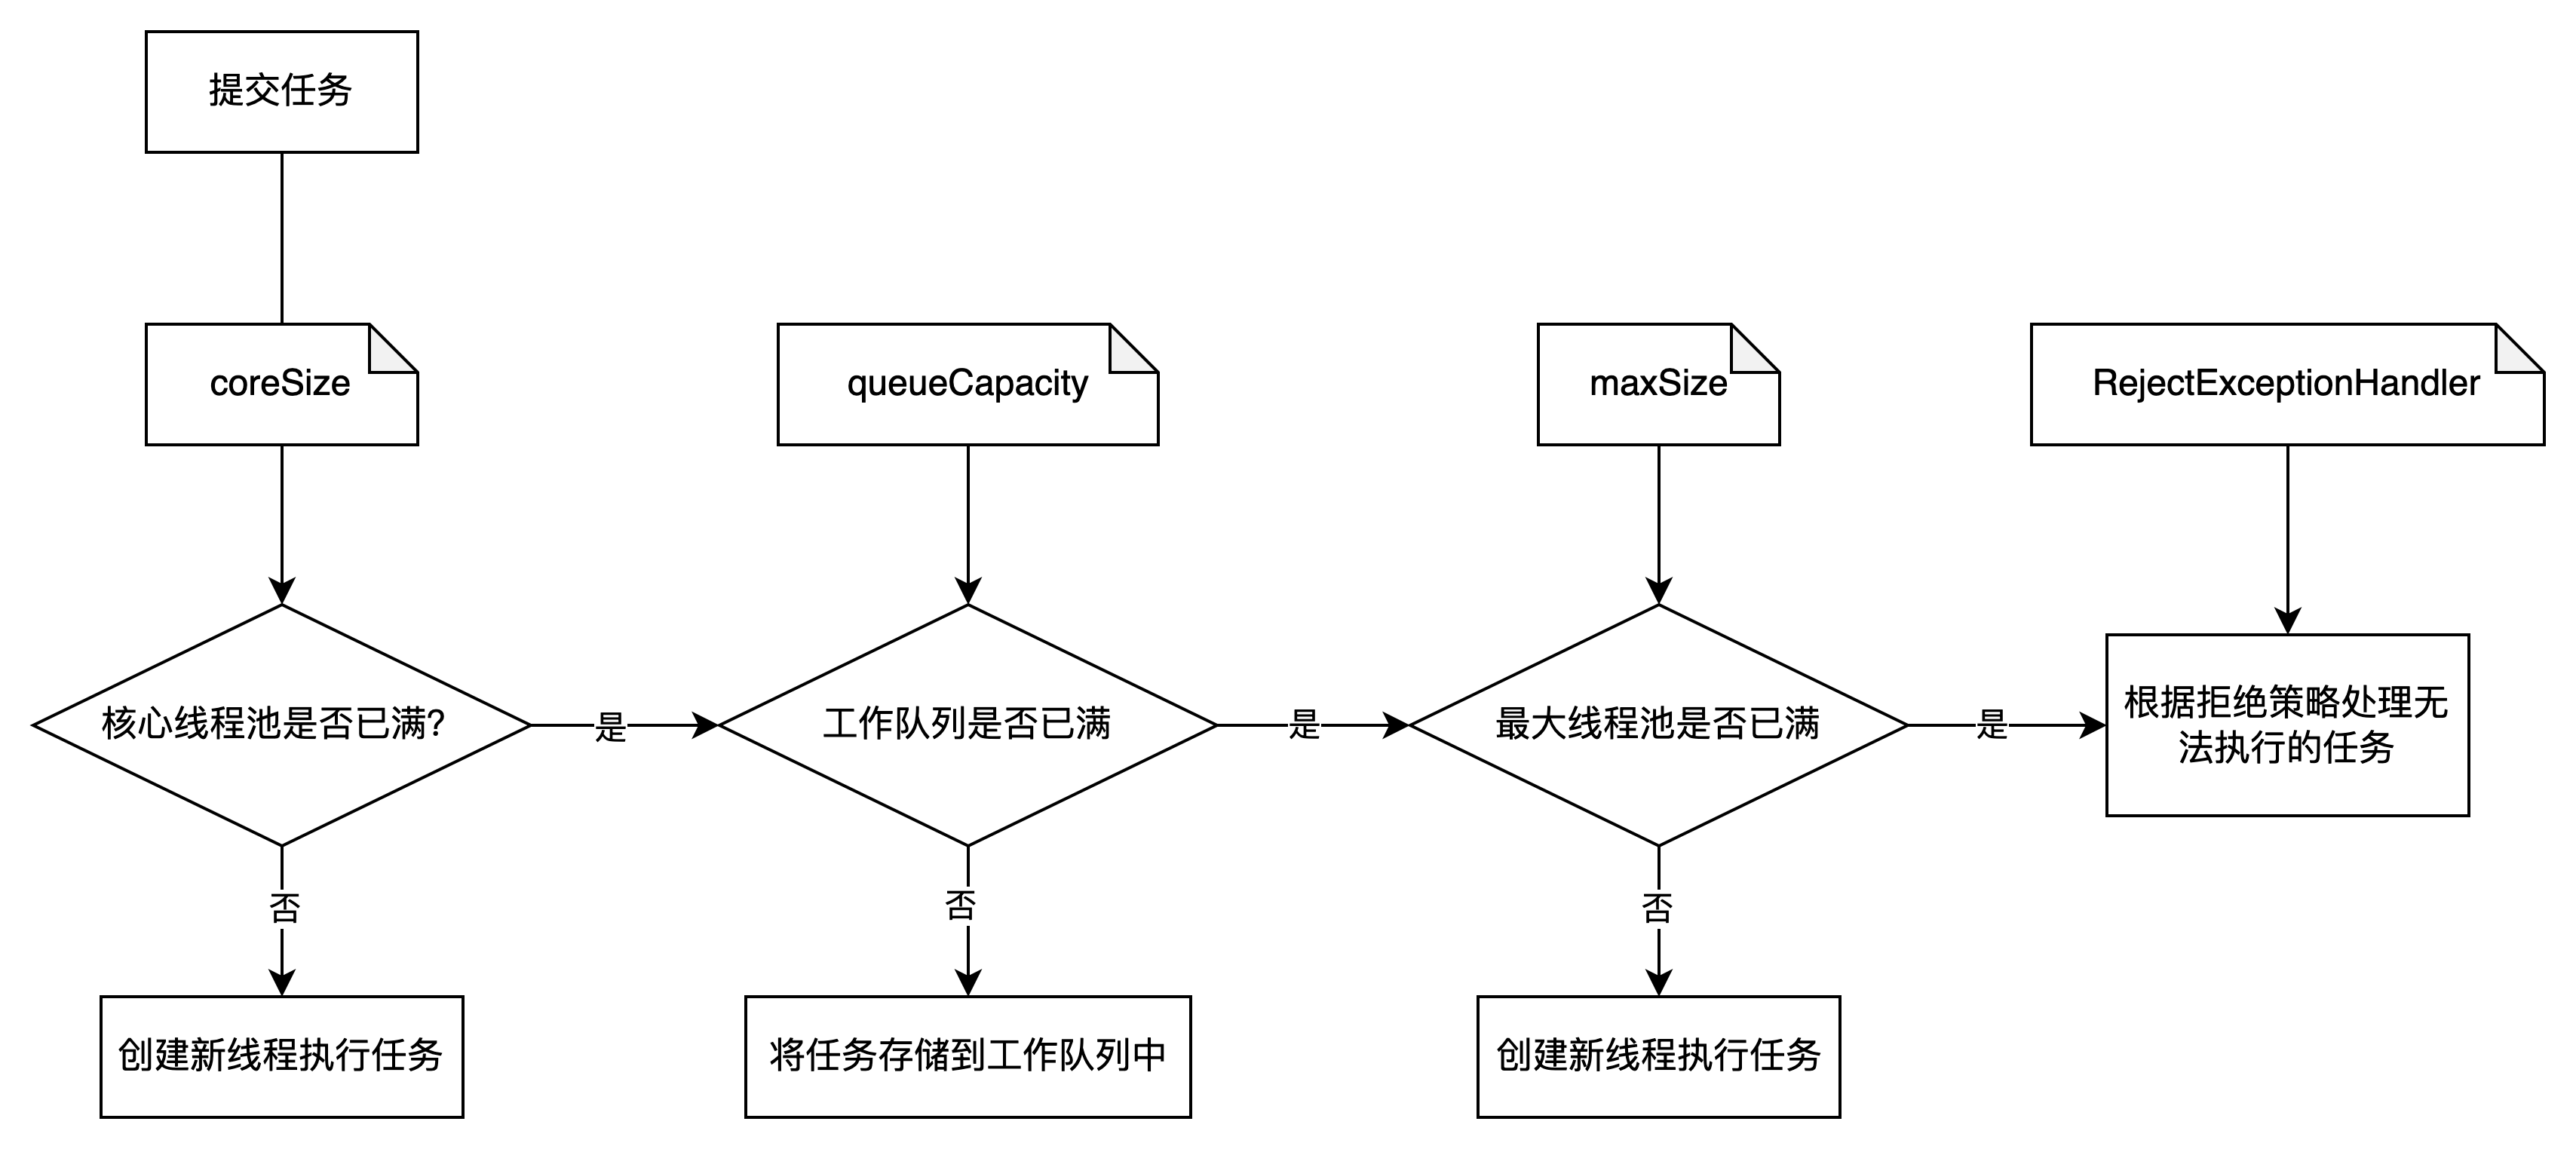 提交任务
coreSize
queueCapacity
maxSize
RejectExceptionHandler
核心线程池是否已满?
是
工作队列是否已满
是
最大线程池是否已满
是
根据拒绝策略处理无
法执行的任务
否
否
否
创建新线程执行任务
将任务存储到工作队列中
创建新线程执行任务